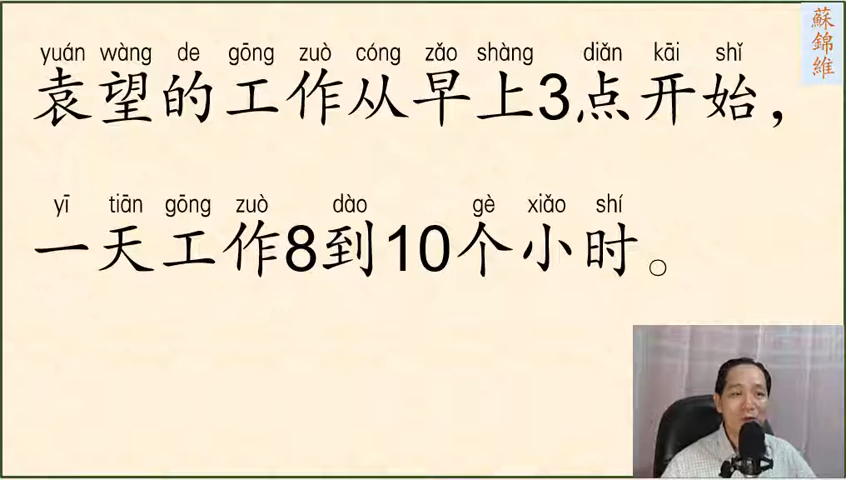 蘇錦維
yuán wàng de gōng zuò cóng zǎo shàng diǎn kāi shǐ
袁望的工作从早上3点开始，
yī tiān gōng zuò dào gè xiǎo shí
一天工作8到10个小时。